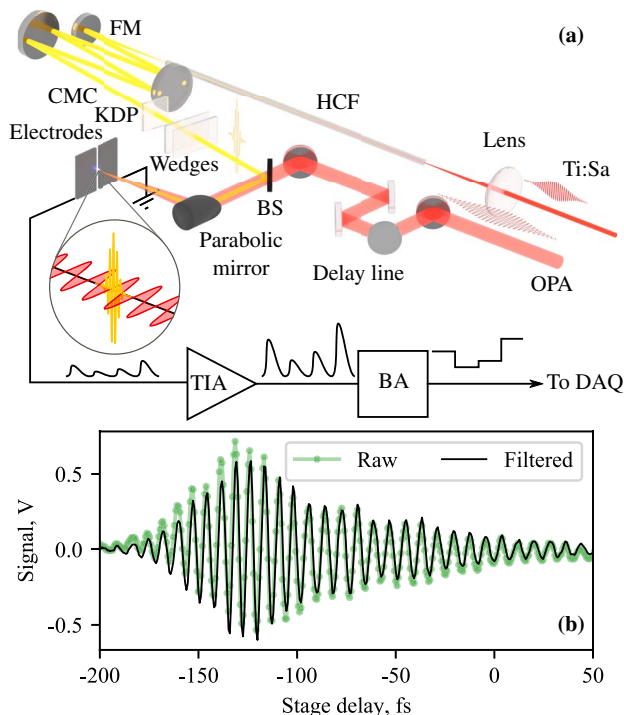 FM
(a)
HCF
CMC
KDP
Lens
Electrodes
Ti:Sa
Wedges
BS
Parabolic
mirror
Delay line
OPA
TIA
BA
To DAQ
Raw
Filtered
0.5
0.0
-0.5
Signal, V
(b)
-200
-150
-100
-50
0
50
Stage delay, fs